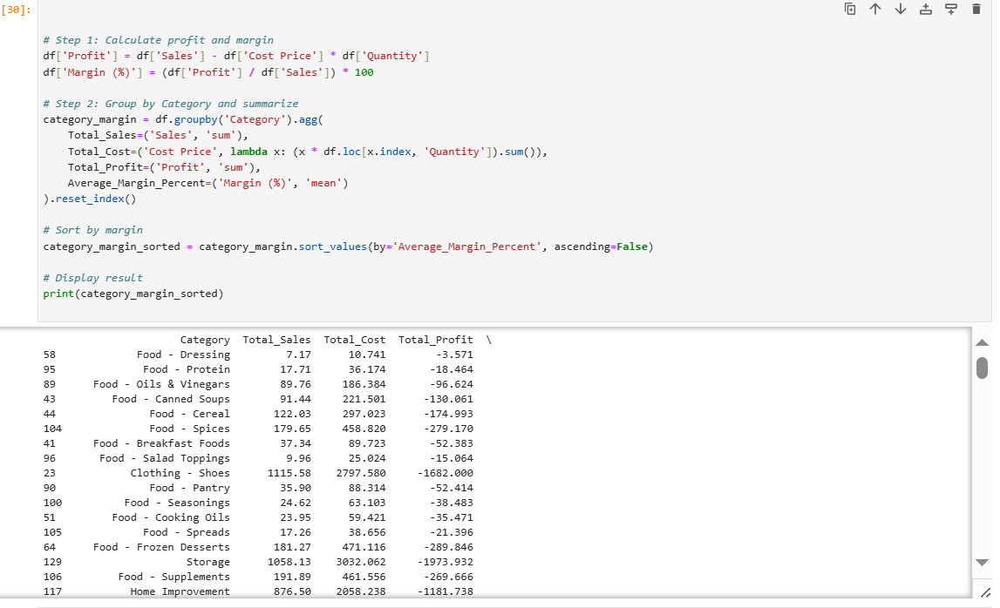 [30]:
# Step 1: Calculate profit and margin
df['Profit'] = df['Sales'] - df['Cost Price'] * df['Quantity']
df['Margin (%)'] = (df['Profit'] / df['Sales']) * 100
# Step 2: Group by Category and summarize
category_margin = df.groupby('Category').agg(
    Total_Sales=('Sales', 'sum'),
    Total_Cost=('Cost Price', lambda x: (x * df.loc[x.index, 'Quantity']).sum()),
    Total_Profit=('Profit', 'sum'),
    Average_Margin_Percent=('Margin (%)', 'mean')
).reset_index()
# Sort by margin
category_margin_sorted = category_margin.sort_values(by='Average_Margin_Percent', ascending=False)
# Display result
print(category_margin_sorted)
Category Total_Sales Total_Cost Total_Profit \
58 Food - Dressing 7.17 10.741 -3.571
95 Food - Protein 17.71 36.174 -18.464
89 Food - Oils & Vinegars 89.76 186.384 -96.624
43 Food - Canned Soups 91.44 221.501 -130.061
44 Food - Cereal 122.03 297.023 -174.993
104 Food - Spices 179.65 458.820 -279.170
41 Food - Breakfast Foods 37.34 89.723 -52.383
96 Food - Salad Toppings 9.96 25.024 -15.064
23 Clothing - Shoes 1115.58 2797.580 -1682.000
90 Food - Pantry 35.90 88.314 -52.414
100 Food - Seasonings 24.62 63.103 -38.483
51 Food - Cooking Oils 23.95 59.421 -35.471
105 Food - Spreads 17.26 38.656 -21.396
64 Food - Frozen Desserts 181.27 471.116 -289.846
129 Storage 1058.13 3032.062 -1973.932
106 Food - Supplements 191.89 461.556 -269.666
117 Home Improvement 876.50 2058.238 -1181.738